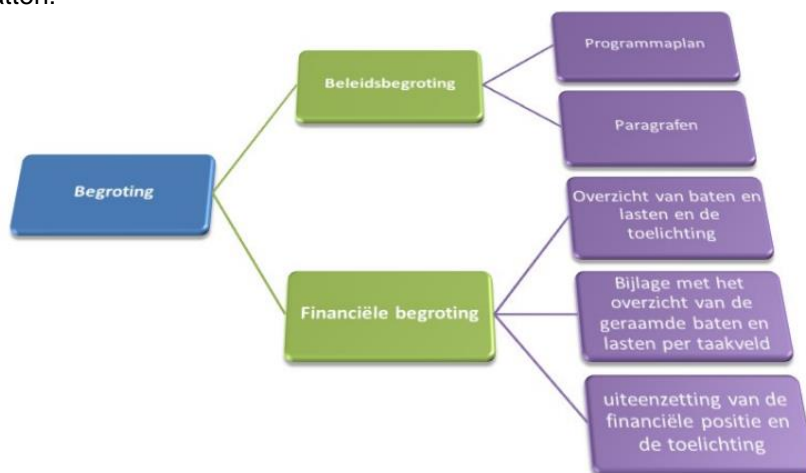 Programmaplan
Beleidsbegroting
Paragrafen
Begroting
Overzicht van baten en
lasten en de
toelichting
Financiële begroting
Bijlage met het
overzicht van de
geraamde baten en
lasten per taakveld
uiteenzetting van de
financiële positie en
de toelichting